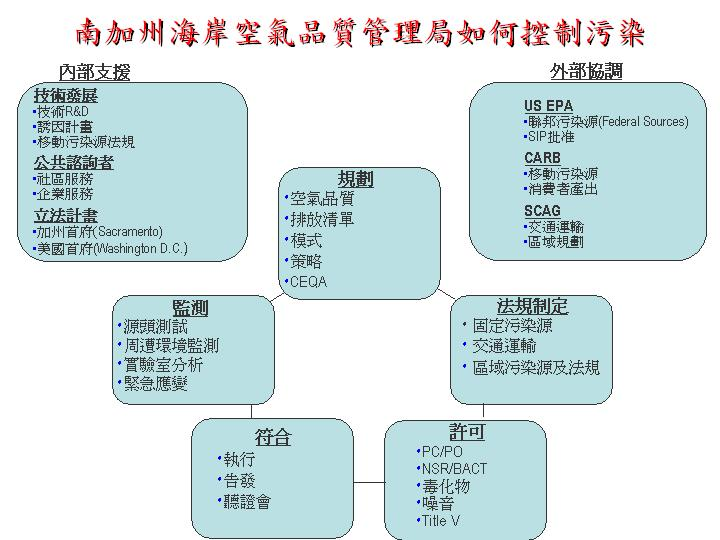 南加州海岸空氣品質管理局如何控制污染
內部支援
技術發展
•技術R&D
•誘因計畫
•移動污染源法規
公共諮詢者
•社區服務
•企業服務
立法計畫
•加州首府(Sacramento)
•美國首府(Washington D.C.)
外部協調
US EPA
•聯邦污染源(Federal Sources)
•SIP批准
CARB
•移動污染源
•消費者產出
SCAG
•交通運輸
•區域規劃
規劃
•空氣品質
•排放清單
•模式
•策略
•CEQA
監測
•源頭測試
•周遭環境監測
•實驗室分析
•緊急應變
法規制定
• 固定污染源
• 交通運輸
• 區域污染源及法規
符合
•執行
•告發
•聽證會
許可
•PC/PO
•NSR/BACT
•毒化物
•噪音
•Title V